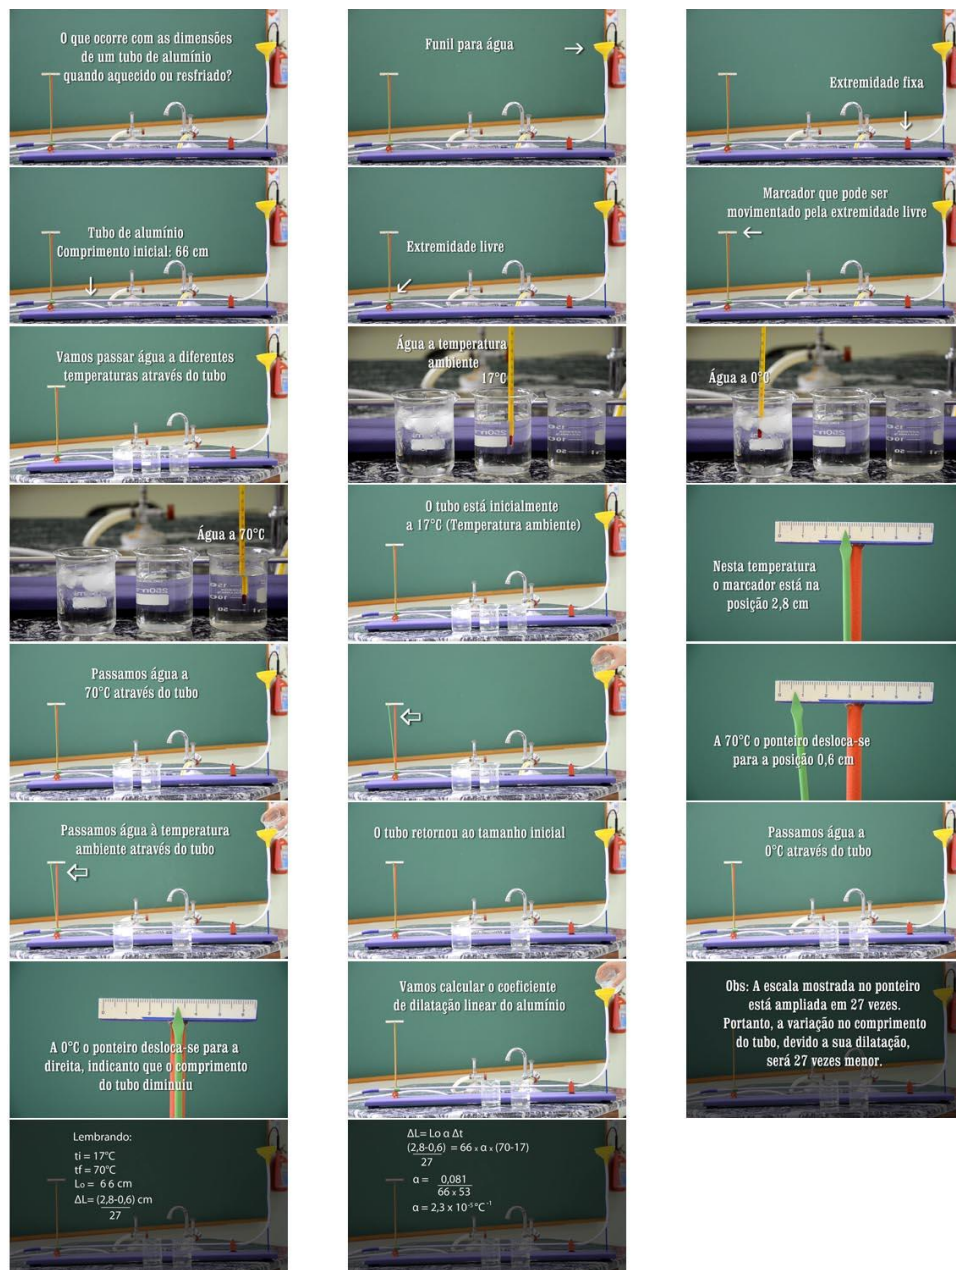 O que ocorre com as dimensões
de um tubo de alumínio
quando aquecido ou resfriado?
Funil para água
Extremidade fixa
Tubo de alumínio
Comprimento inicial: 66 cm
Extremidade livre
Marcador que pode ser
movimentado pela extremidade livre
Vamos passar água a diferentes
temperaturas através do tubo
Água a temperatura
ambiente
17°C
Água a 0°C
Água a 70°C
O tubo está inicialmente
a 17°C (Temperatura ambiente)
Nesta temperatura
o marcador está na
posição 2,8 cm
Passamos água a
70°C através do tubo
A 70°C o ponteiro desloca-se
para a posição 0,6 cm
Passamos água à temperatura
ambiente através do tubo
O tubo retornou ao tamanho inicial
Passamos água a
0°C através do tubo
A 0°C o ponteiro desloca-se para a
direita, indicanto que o comprimento
do tubo diminuiu
Vamos calcular o coeficiente
de dilatação linear do alumínio
Obs: A escala mostrada no ponteiro
está ampliada em 27 vezes.
Portanto, a variação no comprimento
do tubo, devido a sua dilatação,
será 27 vezes menor.
Lembrando:
ti = 17°C
tf = 70°C
Lo = 66 cm
ΔL= (2,8-0,6) cm
27
ΔL= Lo α Δt
(2,8-0,6) = 66 x α x (70-17)
27
α = 0,081
66 x 53
α = 2,3 x 10⁻⁵ °C⁻¹